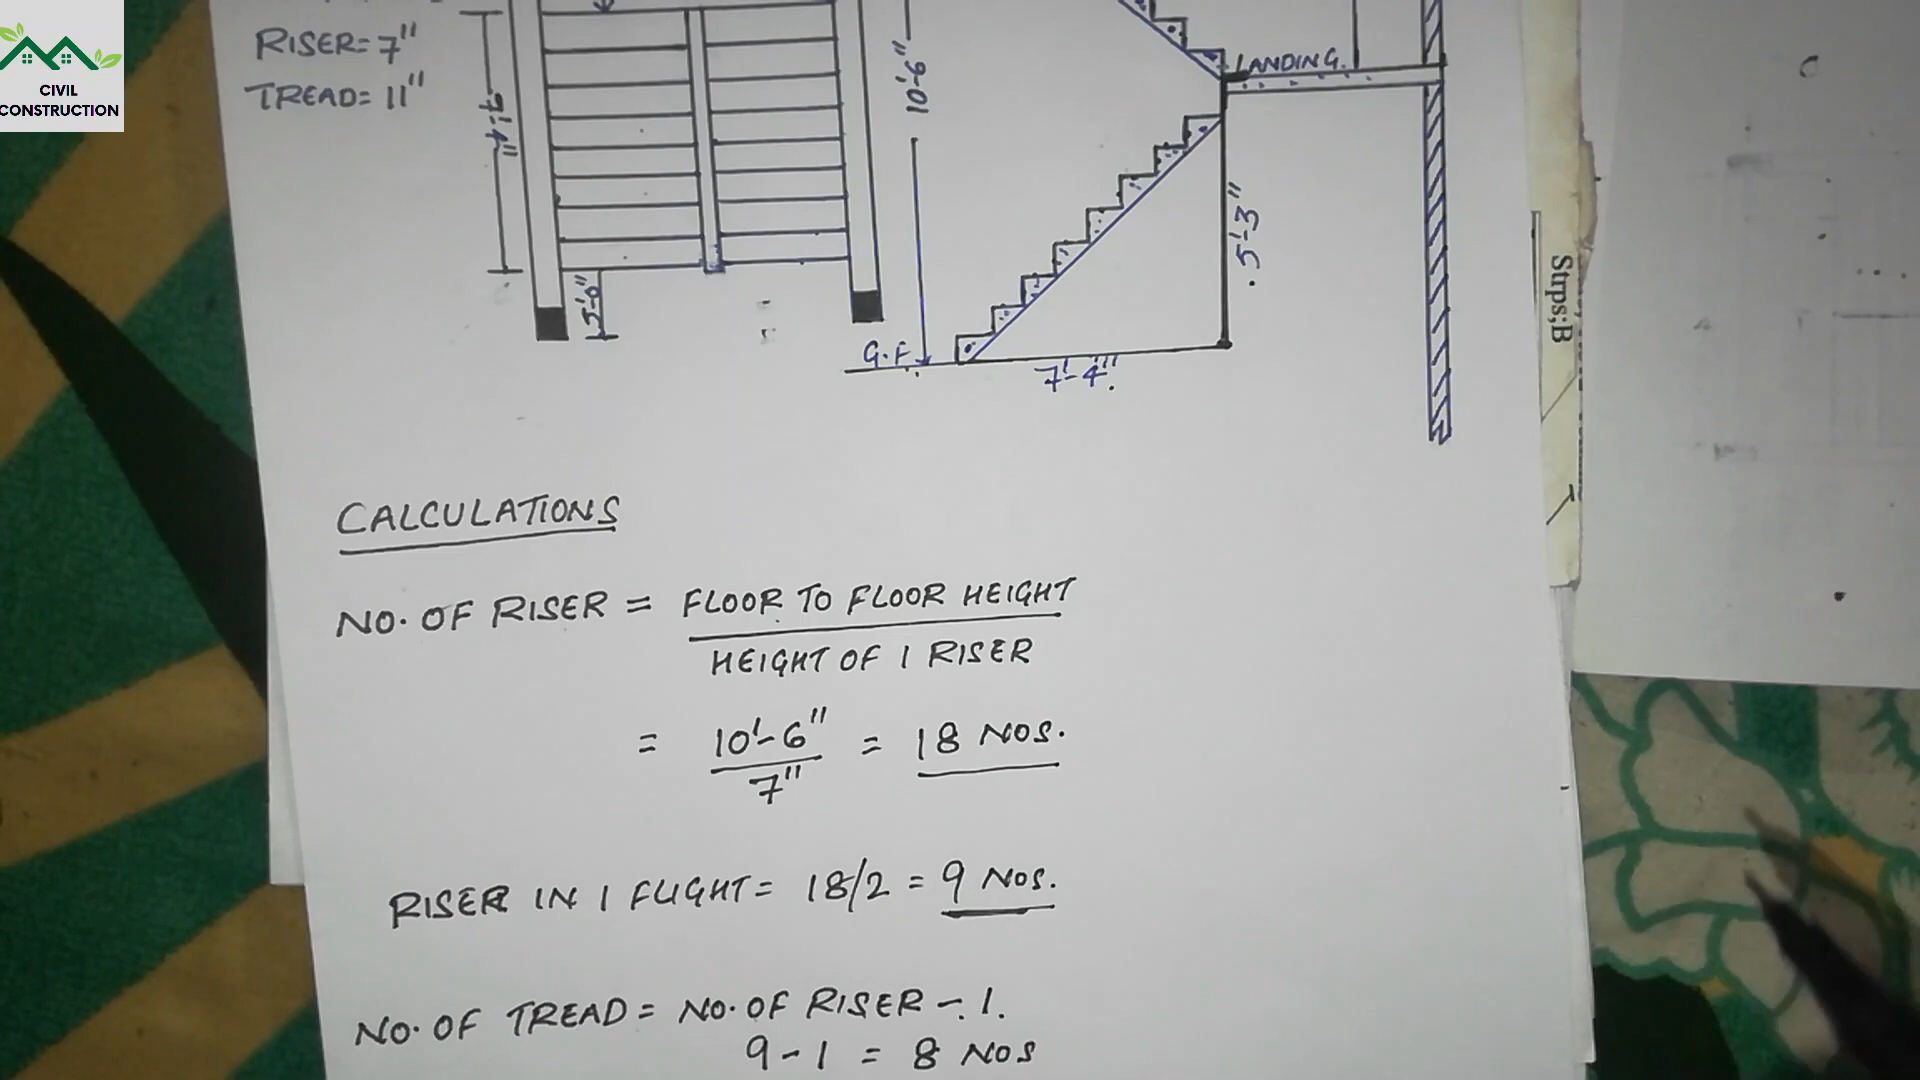 CIVIL
CONSTRUCTION
RISER= 7"
TREAD= 11"
7'-4"
5'-0"
10'-6"
G.F
LANDING.
5'-3"
7'-4".
Strps;B
CALCULATIONS
NO. OF RISER = FLOOR TO FLOOR HEIGHT
HEIGHT OF 1 RISER
= 10'-6" = 18 NOS.
7"
RISER IN 1 FLIGHT = 18/2 = 9 NOS.
NO. OF TREAD = NO. OF RISER - 1.
9-1 = 8 NOS